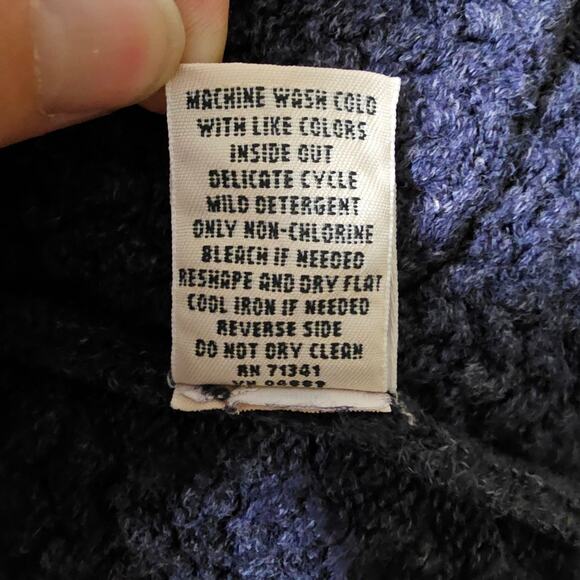 MACHINE WASH COLD
WITH LIKE COLORS
INSIDE OUT
DELICATE CYCLE
MILD DETERGENT
ONLY NON-CHLORINE
BLEACH IF NEEDED
RESHAPE AND DRY FLAT
COOL IRON IF NEEDED
REVERSE SIDE
DO NOT DRY CLEAN
RN 71341